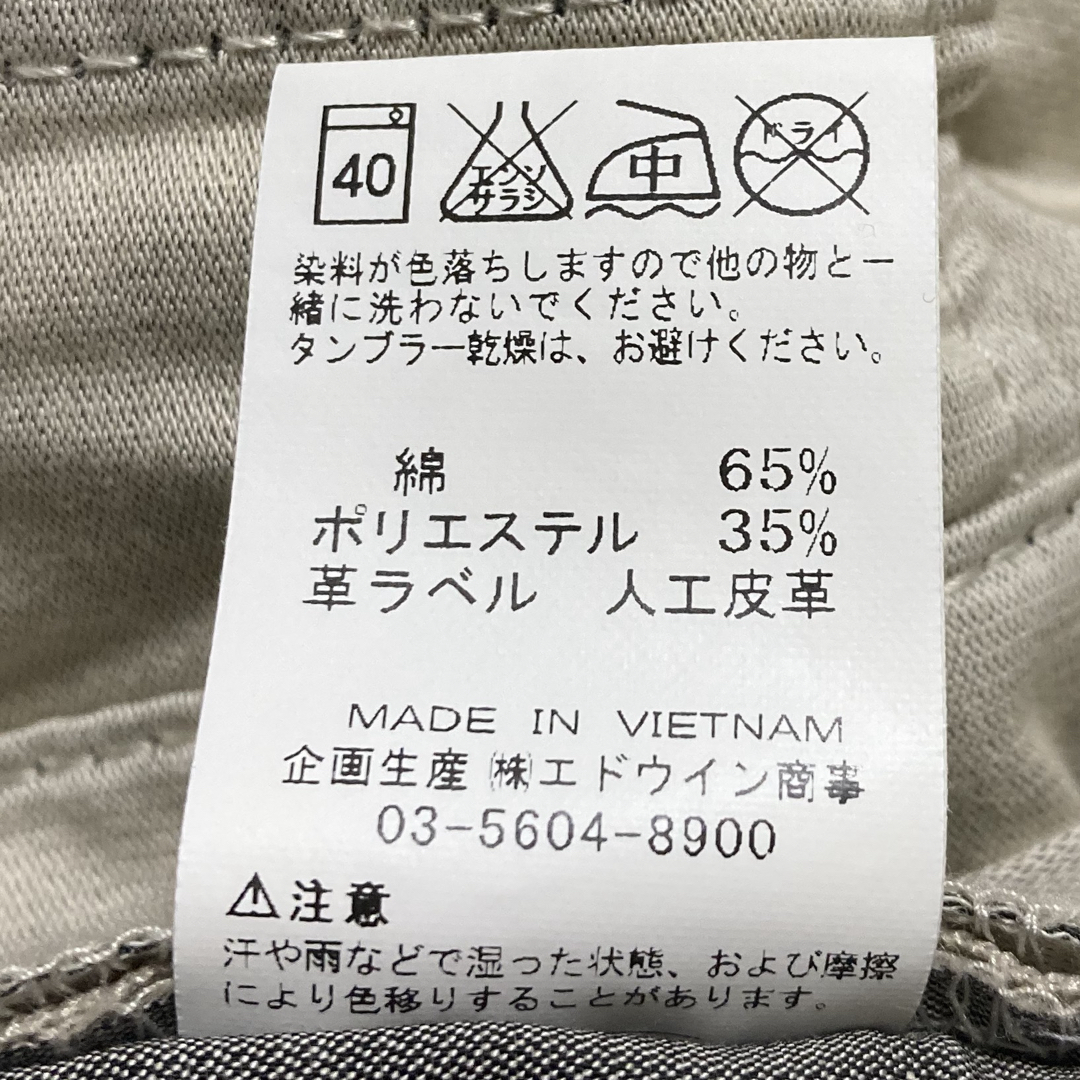 40
エンソ
サラシ
中
ドライ
染料が色落ちしますので他の物と一
緒に洗わないでください。
タンブラー乾燥は、お避けください。
綿 65%
ポリエステル 35%
革ラベル 人工皮革
MADE IN VIETNAM
企画生産 ㈱エドウイン商事
03-5604-8900
⚠注意
汗や雨などで湿った状態、および摩擦
により色移りすることがあります。